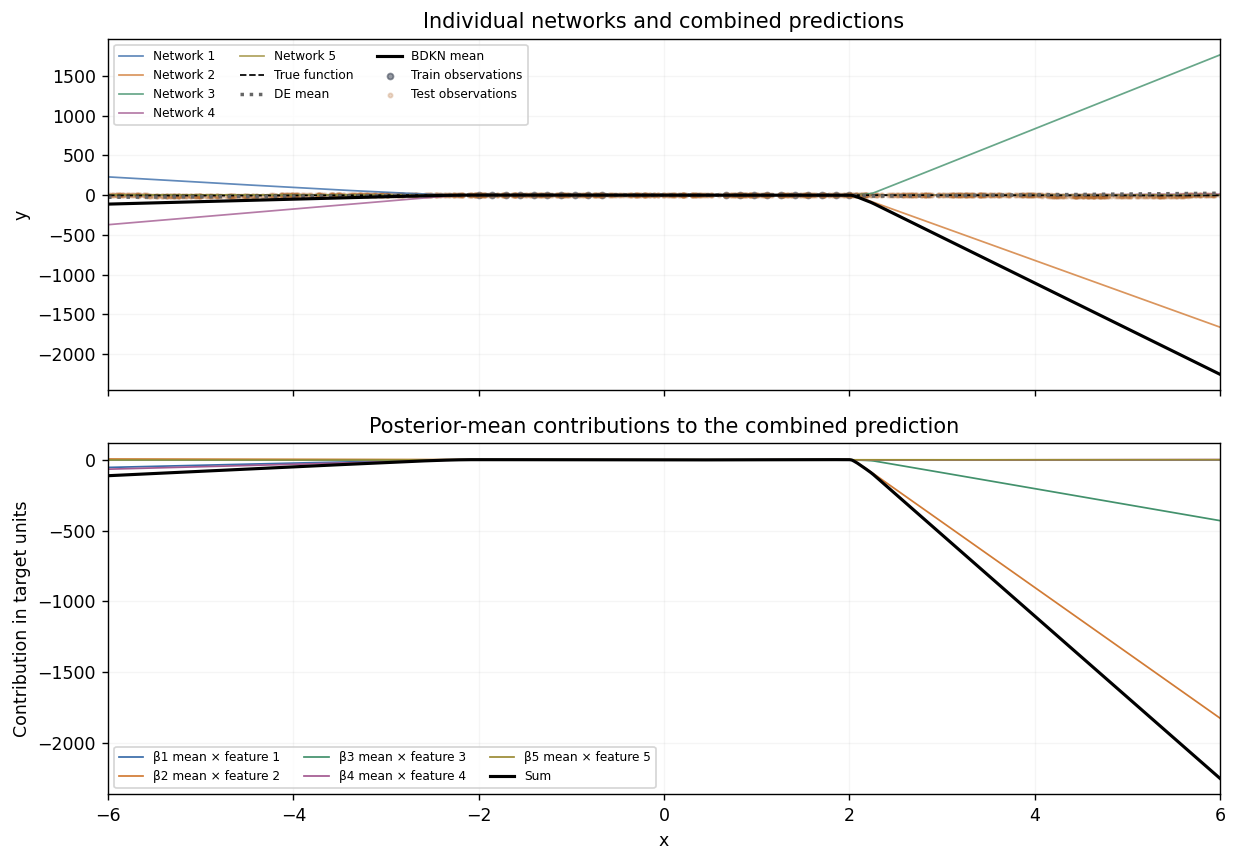 Individual networks and combined predictions
Network 1
Network 2
Network 3
Network 4
Network 5
True function
DE mean
BDKN mean
Train observations
Test observations
1500
1000
500
0
−500
−1000
−1500
−2000
y
Posterior-mean contributions to the combined prediction
0
−500
−1000
−1500
−2000
Contribution in target units
β1 mean × feature 1
β2 mean × feature 2
β3 mean × feature 3
β4 mean × feature 4
β5 mean × feature 5
Sum
−6
−4
−2
0
2
4
6
x